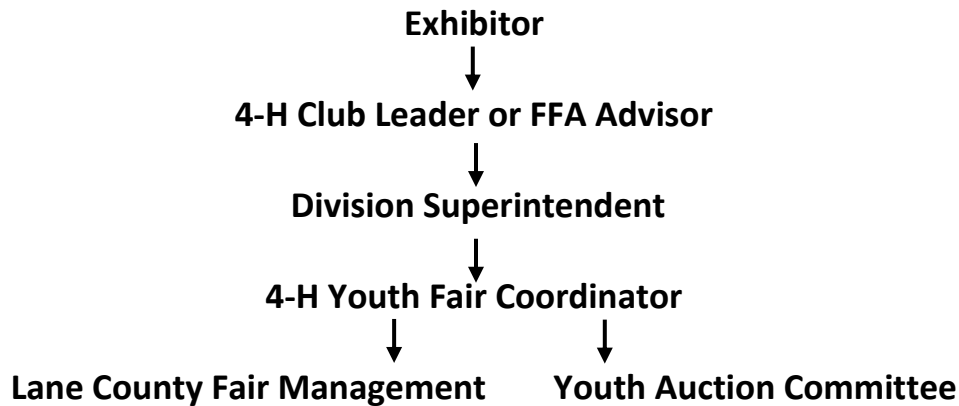 Exhibitor
4-H Club Leader or FFA Advisor
Division Superintendent
4-H Youth Fair Coordinator
Lane County Fair Management Youth Auction Committee